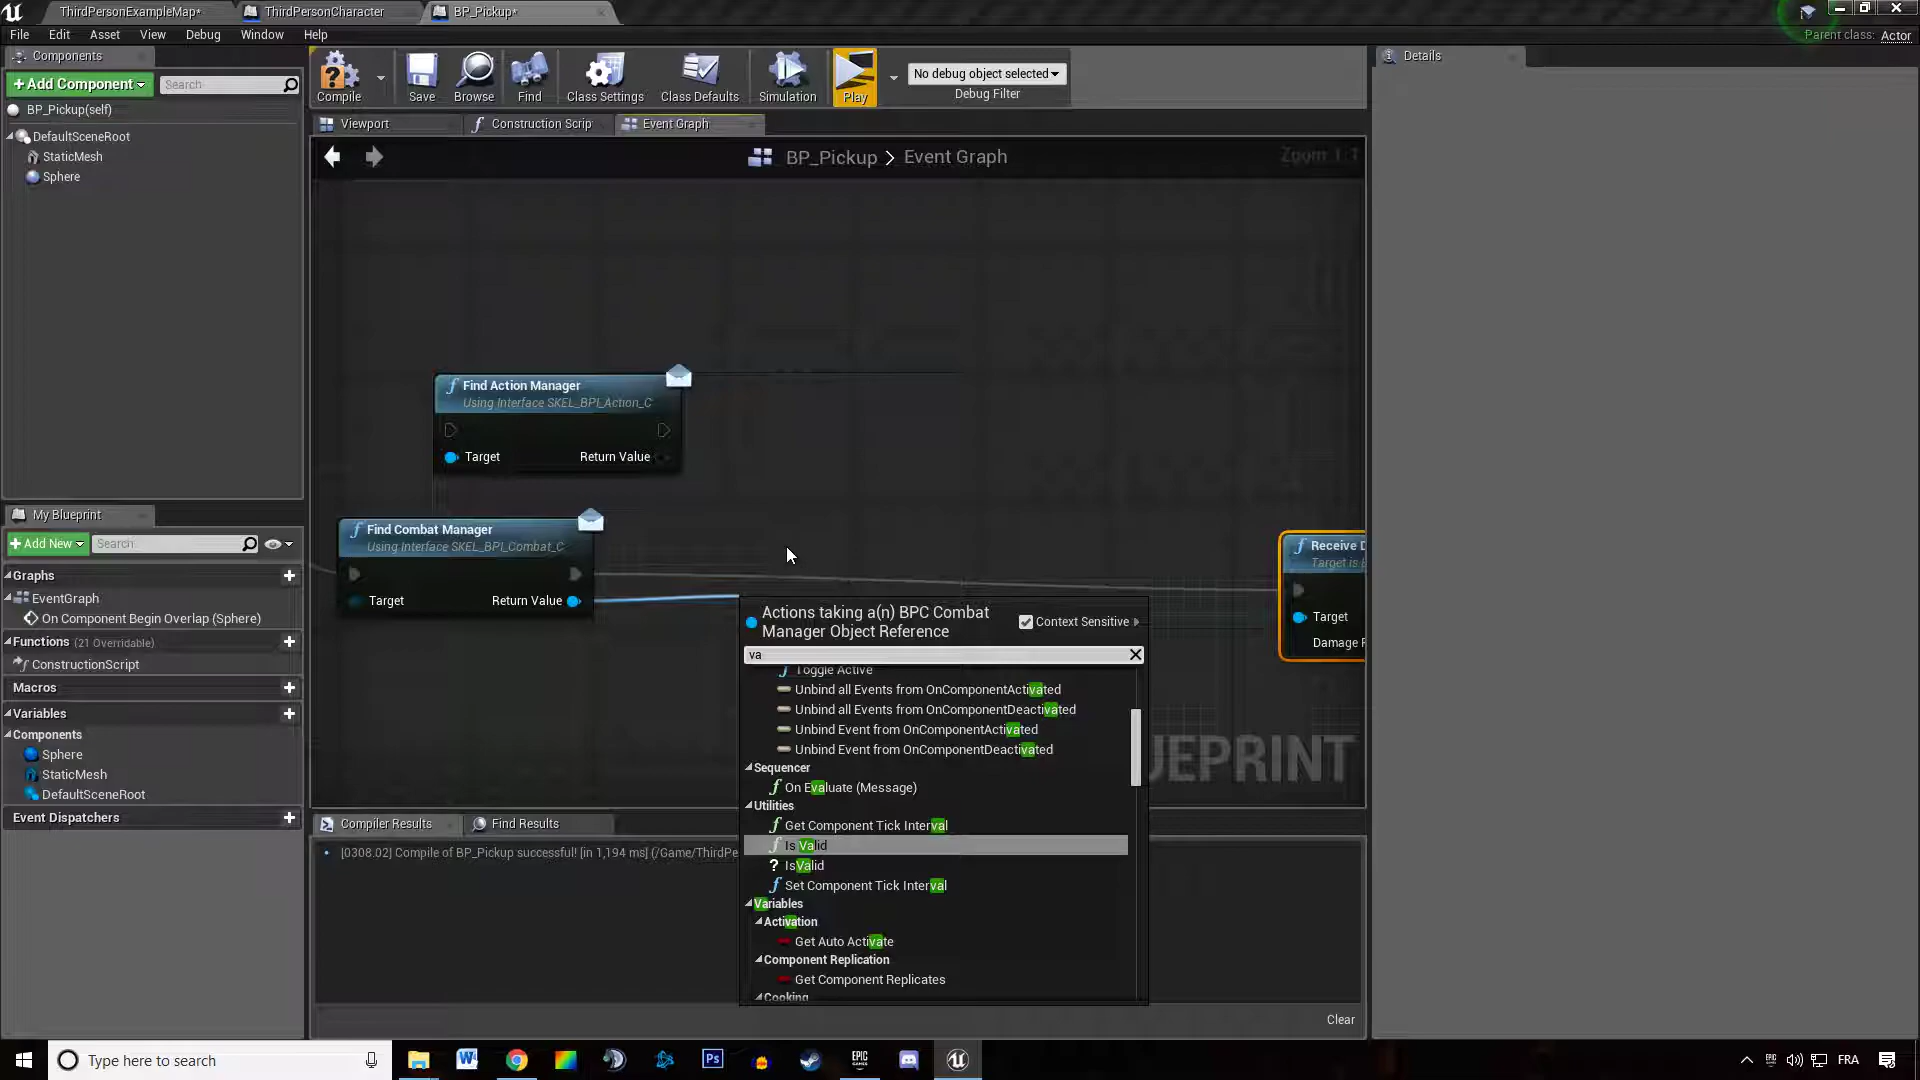 ThirdPersonExampleMap*
ThirdPersonCharacter
BP_Pickup*
File Edit Asset View Debug Window Help
Parent class: Actor
Components
+Add Component
Search
BP_Pickup(self)
DefaultSceneRoot
StaticMesh
Sphere
Compile
Save
Browse
Find
Class Settings
Class Defaults
Simulation
Play
No debug object selected
Debug Filter
Details
Viewport
Construction Scrip
Event Graph
BP_Pickup > Event Graph
Zoom 1:1
Find Action Manager
Using Interface SKEL_BPI_Action_C
Target Return Value
Find Combat Manager
Using Interface SKEL_BPI_Combat_C
Target Return Value
Receive D
Target is B
Target
Damage R
My Blueprint
+Add New
Search
Graphs
EventGraph
On Component Begin Overlap (Sphere)
Functions (21 Overridable)
ConstructionScript
Macros
Variables
Components
Sphere
StaticMesh
DefaultSceneRoot
Event Dispatchers
Actions taking a(n) BPC Combat
Manager Object Reference
Context Sensitive
va
Toggle Active
Unbind all Events from OnComponentActivated
Unbind all Events from OnComponentDeactivated
Unbind Event from OnComponentActivated
Unbind Event from OnComponentDeactivated
Sequencer
On Evaluate (Message)
Utilities
Get Component Tick Interval
Is Valid
? IsValid
Set Component Tick Interval
Variables
Activation
Get Auto Activate
Component Replication
Get Component Replicates
Cooking
UEPRINT
Compiler Results
Find Results
[0308.02] Compile of BP_Pickup successful! [in 1,194 ms] (/Game/ThirdPe
Clear
Type here to search
FRA